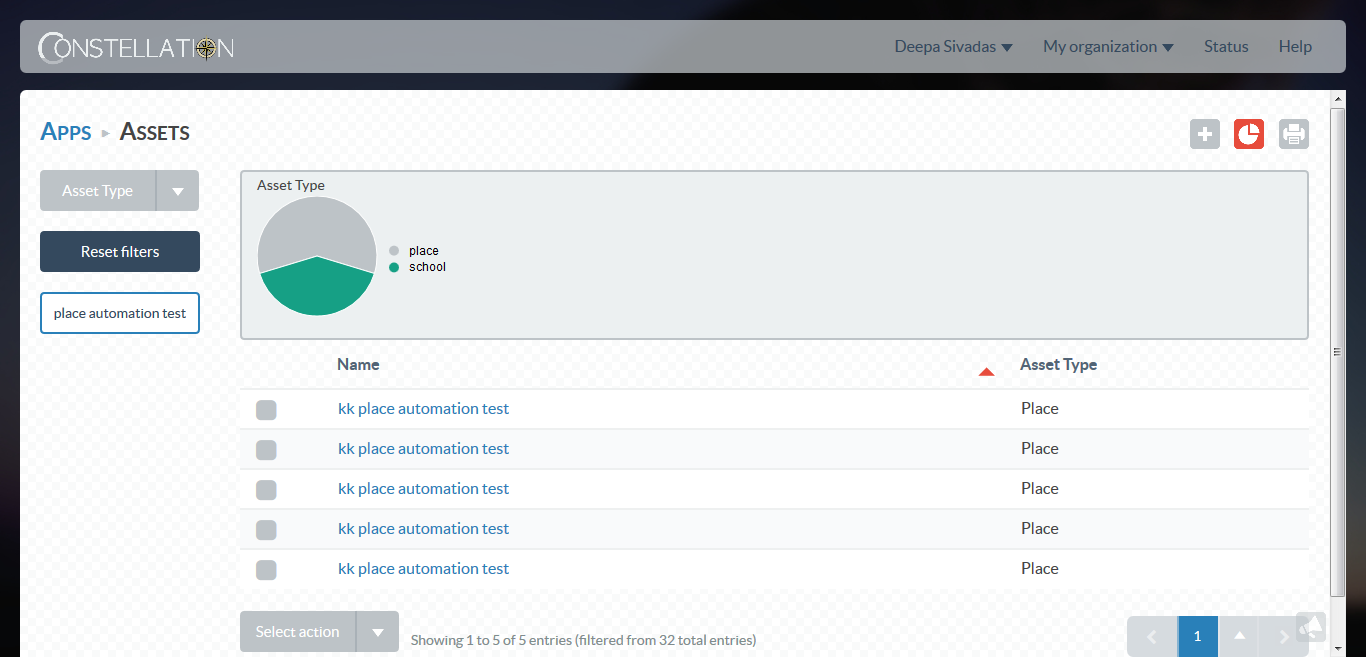 CONSTELLATION
Deepa Sivadas My organization Status Help
APPS ASSETS
Asset Type
Reset filters
place automation test
Asset Type
place
school
Name Asset Type
kk place automation test Place
kk place automation test Place
kk place automation test Place
kk place automation test Place
kk place automation test Place
Select action
Showing 1 to 5 of 5 entries (filtered from 32 total entries)
1